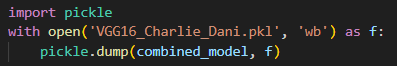 import pickle
with open('VGG16_Charlie_Dani.pkl', 'wb') as f:
    pickle.dump(combined_model, f)